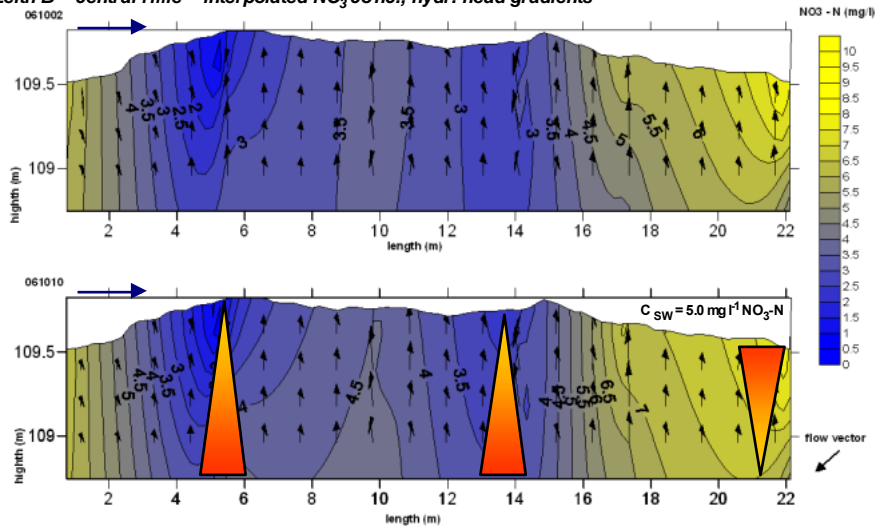 B – central riffle – interpolated NO3 conc., hydr. head gradients
061002
NO3 - N (mg/l)
109.5
109
highth (m)
4 3.5 3 2.5 2 3 3.5 3.5 3 3 3.5 4 4.5 5 5.5 6
2 4 6 8 10 12 14 16 18 20 22
length (m)
10
9.5
9
8.5
8
7.5
7
6.5
6
5.5
5
4.5
4
3.5
3
2.5
2
1.5
1
0.5
0
061010
C SW = 5.0 mg l-1 NO3-N
109.5
109
highth (m)
5 4.5 4 3.5 3 4 4.5 4 3.5 4 5.5 6 6.5 7
flow vector
2 4 6 8 10 12 14 16 18 20 22
length (m)